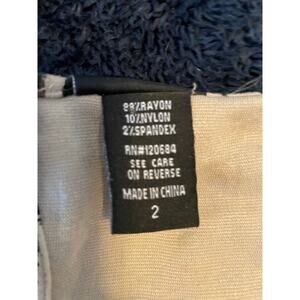 88%RAYON
10%NYLON
2%SPANDEX
RN#120684
SEE CARE
ON REVERSE
MADE IN CHINA
2